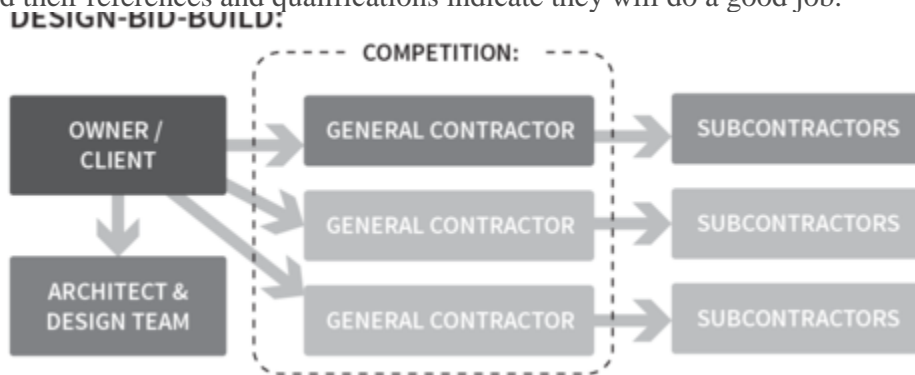 d their references and qualifications indicate they will do a good job.
DESIGN-BID-BUILD:
COMPETITION:
OWNER /
CLIENT
GENERAL CONTRACTOR
SUBCONTRACTORS
GENERAL CONTRACTOR
SUBCONTRACTORS
ARCHITECT &
DESIGN TEAM
GENERAL CONTRACTOR
SUBCONTRACTORS